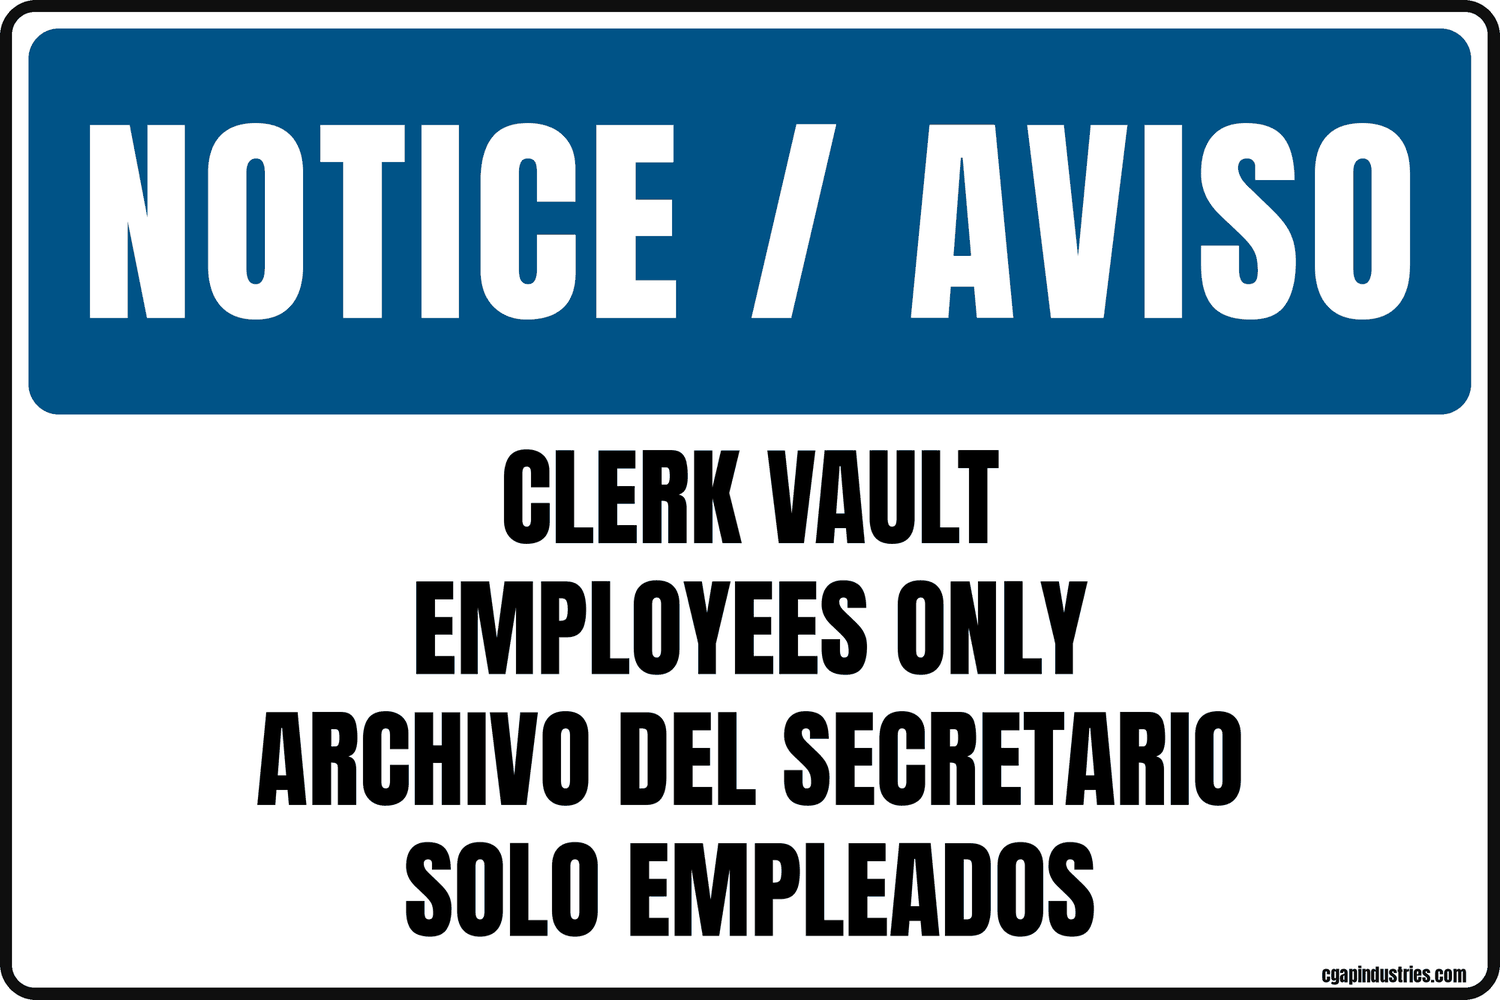 NOTICE / AVISO
CLERK VAULT
EMPLOYEES ONLY
ARCHIVO DEL SECRETARIO
SOLO EMPLEADOS
cgapindustries.com